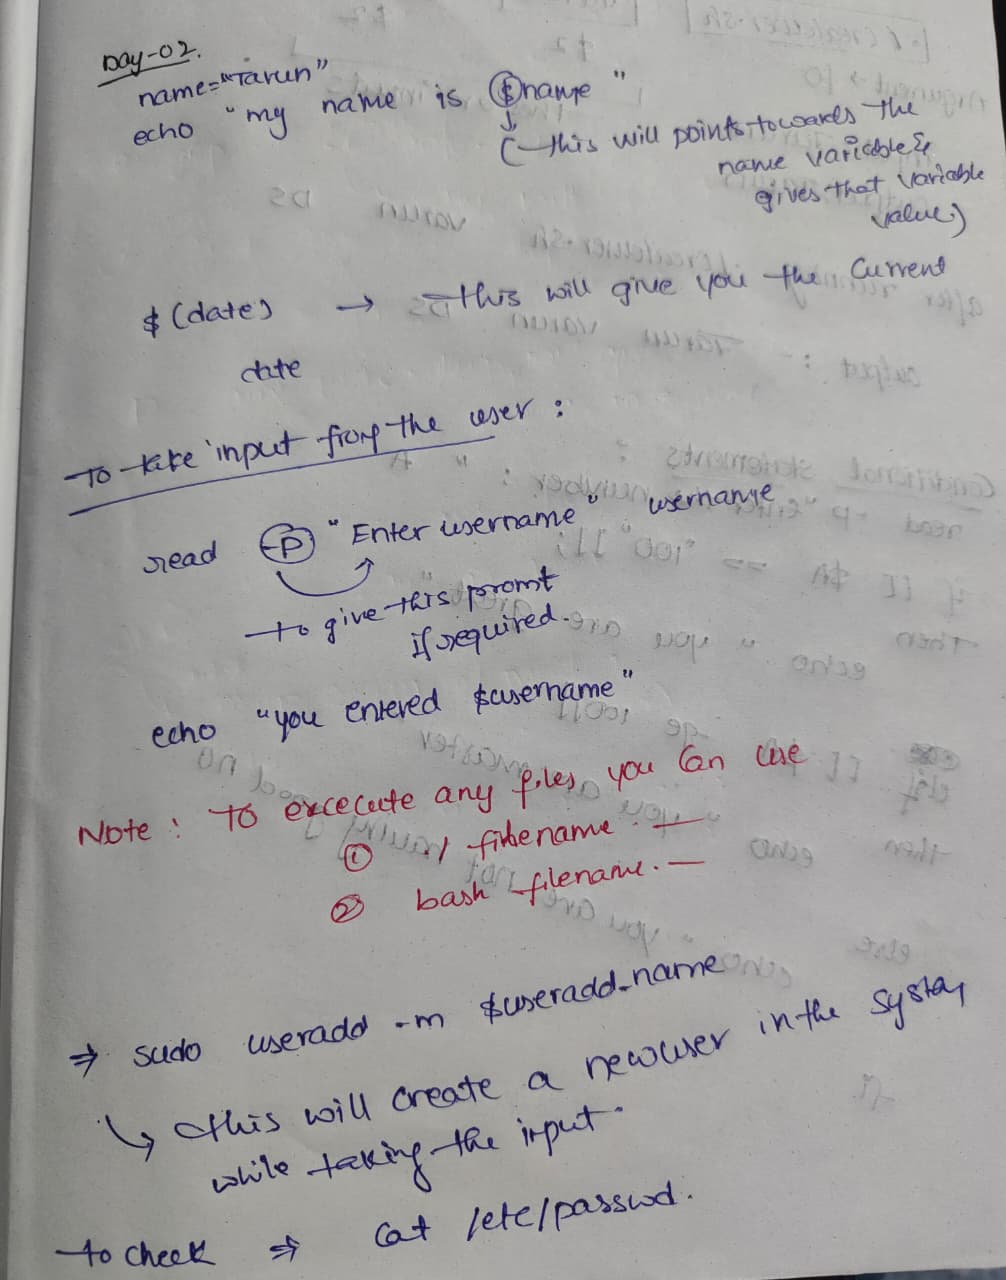 Day-02.
name="Tarun"
echo "my name is $name"
(this will points towards the
name variable &
gives that variable
value)
$(date) → this will give you the current
date
To take input from the user :
read -p "Enter username" username
to give this promt
if required.
echo "you entered $username"
Note : To excecute any files, you can use
① ./ filename. —
② bash filename. —
⇒ sudo useradd -m $useradd_name
↳ this will create a new user in the system
while taking the input.
to check ⇒ cat /etc/passwd.